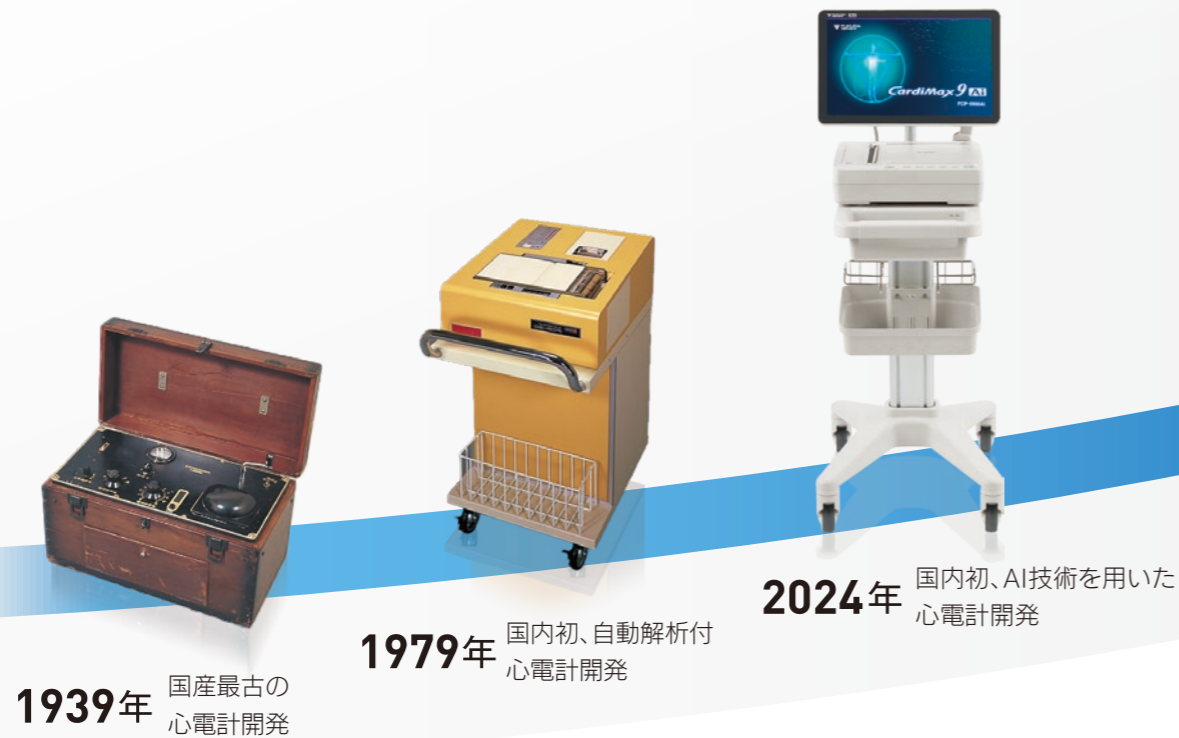 CardiMax 9 Ai
1939年
国産最古の
心電計開発
1979年
国内初、自動解析付
心電計開発
2024年
国内初、AI技術を用いた
心電計開発